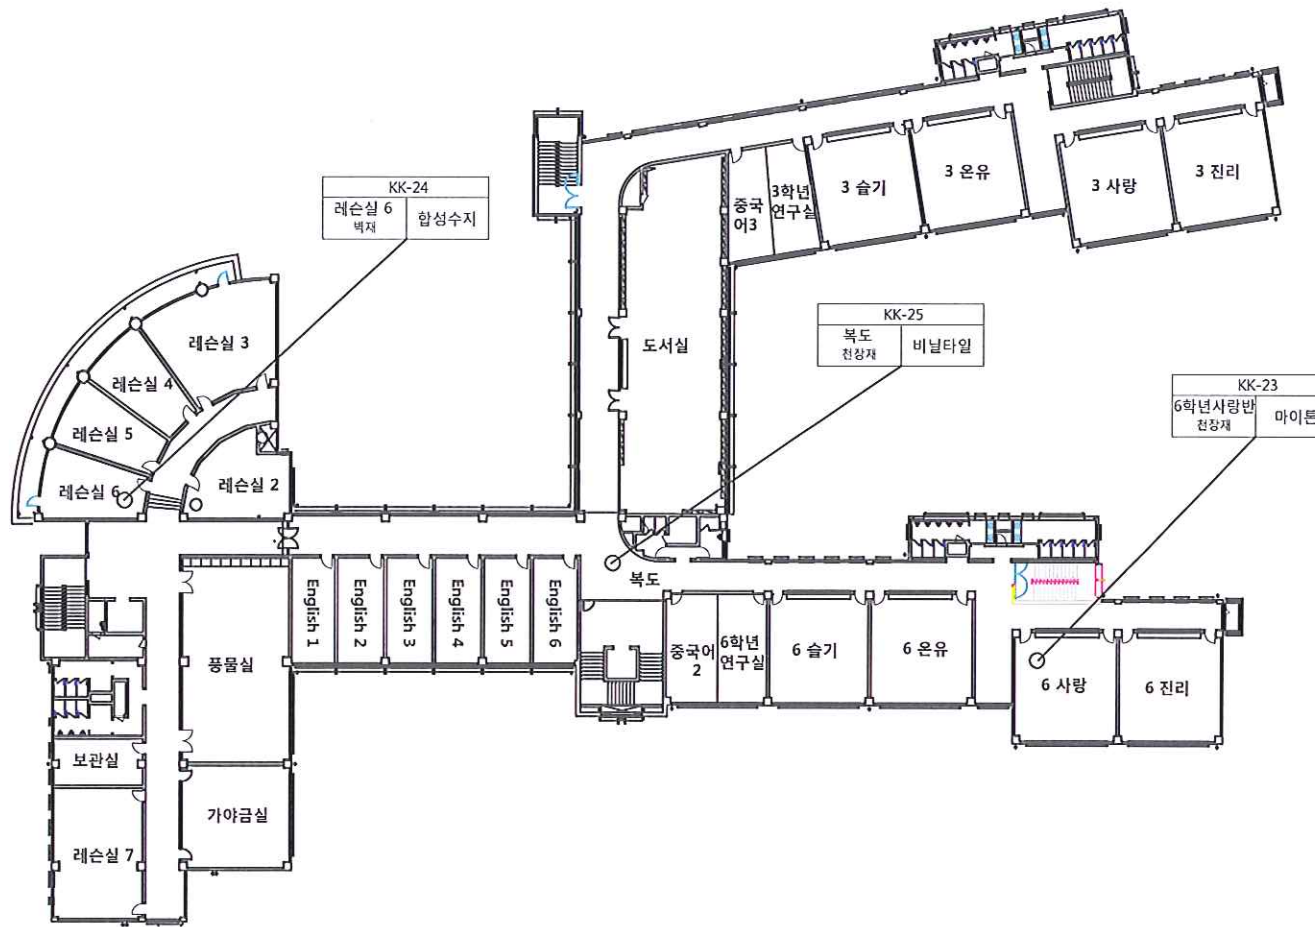 KK-24
레슨실 6
벽재
합성수지
KK-25
복도
천장재
비닐타일
KK-23
6학년사랑반
천장재
마이톤
중국
어3
3학년
연구실
3 슬기
3 온유
3 사랑
3 진리
도서실
레슨실 3
레슨실 4
레슨실 5
레슨실 6
레슨실 2
English 1
English 2
English 3
English 4
English 5
English 6
복도
풍물실
중국어
2
6학년
연구실
6 슬기
6 온유
6 사랑
6 진리
보관실
가야금실
레슨실 7